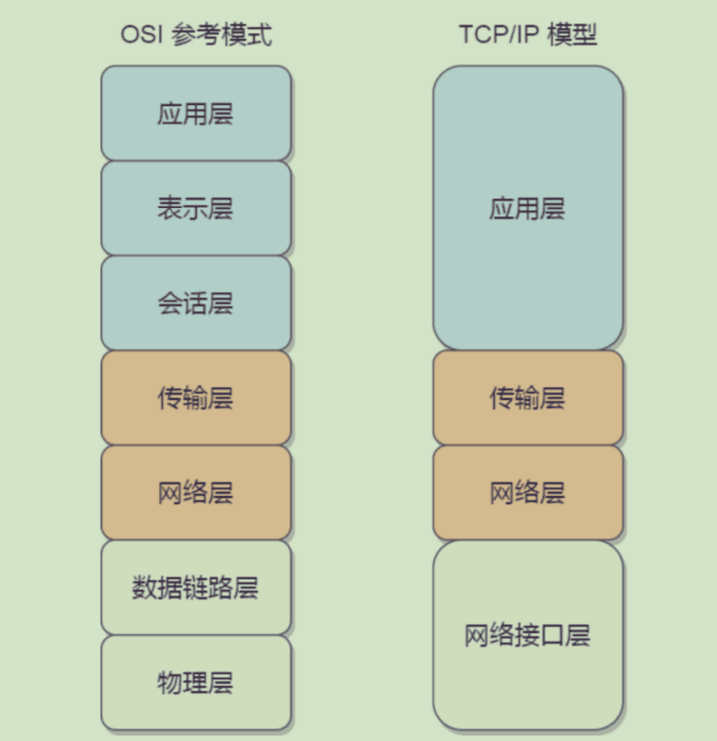 OSI 参考模式
应用层
表示层
会话层
传输层
网络层
数据链路层
物理层
TCP/IP 模型
应用层
传输层
网络层
网络接口层